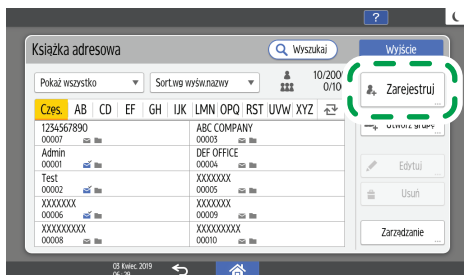 ?
Książka adresowa
Wyszukaj
Wyjście
Pokaż wszystko
Sort.wg wyśw.nazwy
10/200
0/10
Zarejestruj
Częs. AB CD EF GH IJK LMN OPQ RST UVW XYZ
1234567890
00007
ABC COMPANY
00003
Utwórz grupę
Admin
00001
DEF OFFICE
00004
Edytuj
Test
00002
XXXXXXX
00005
Usuń
XXXXXXX
00006
XXXXXXX
00009
XXXXXXXXX
00008
XXXXXXXXX
00010
Zarządzanie
03 Kwiec. 2019